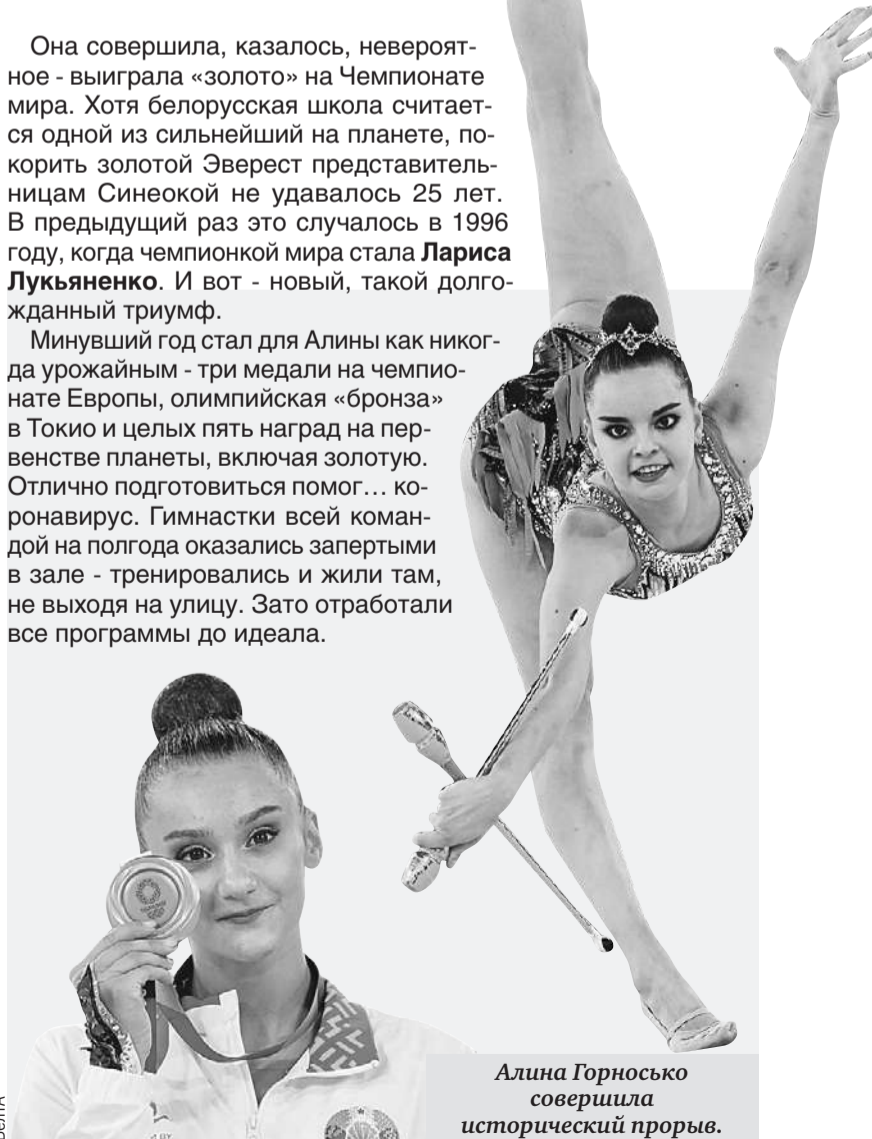 Она совершила, казалось, невероят-
ное - выиграла «золото» на Чемпионате
мира. Хотя белорусская школа считает-
ся одной из сильнейший на планете, по-
корить золотой Эверест представитель-
ницам Синеокой не удавалось 25 лет.
В предыдущий раз это случалось в 1996
году, когда чемпионкой мира стала Лариса
Лукьяненко. И вот - новый, такой долго-
жданный триумф.
Минувший год стал для Алины как никог-
да урожайным - три медали на чемпио-
нате Европы, олимпийская «бронза»
в Токио и целых пять наград на пер-
венстве планеты, включая золотую.
Отлично подготовиться помог... ко-
ронавирус. Гимнастки всей коман-
дой на полгода оказались запертыми
в зале - тренировались и жили там,
не выходя на улицу. Зато отработали
все программы до идеала.
Алина Горносько
совершила
исторический прорыв.